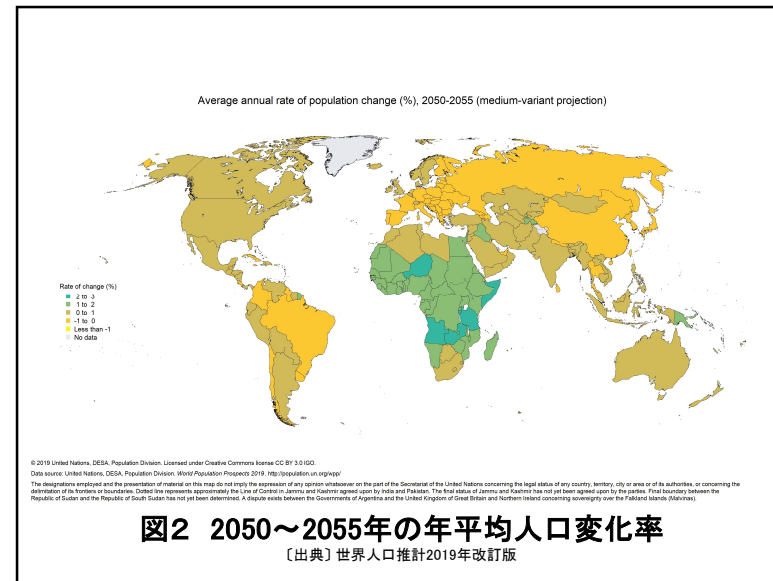 Average annual rate of population change (%), 2050-2055 (medium-variant projection)
Rate of change (%)
2 to 3
1 to 2
0 to 1
-1 to 0
Less than -1
No data
© 2019 United Nations, DESA, Population Division. Licensed under Creative Commons license CC BY 3.0 IGO.
Data source: United Nations, DESA, Population Division. World Population Prospects 2019. http://population.un.org/wpp/
The designations employed and the presentation of material on this map do not imply the expression of any opinion whatsoever on the part of the Secretariat of the United Nations concerning the legal status of any country, territory, city or area or of its authorities, or concerning the
delimitation of its frontiers or boundaries. Dotted line represents approximately the Line of Control in Jammu and Kashmir agreed upon by India and Pakistan. The final status of Jammu and Kashmir has not yet been agreed upon by the parties. Final boundary between the
Republic of Sudan and the Republic of South Sudan has not yet been determined. A dispute exists between the Governments of Argentina and the United Kingdom of Great Britain and Northern Ireland concerning sovereignty over the Falkland Islands (Malvinas).
図2 2050～2055年の年平均人口変化率
〔出典〕世界人口推計2019年改訂版